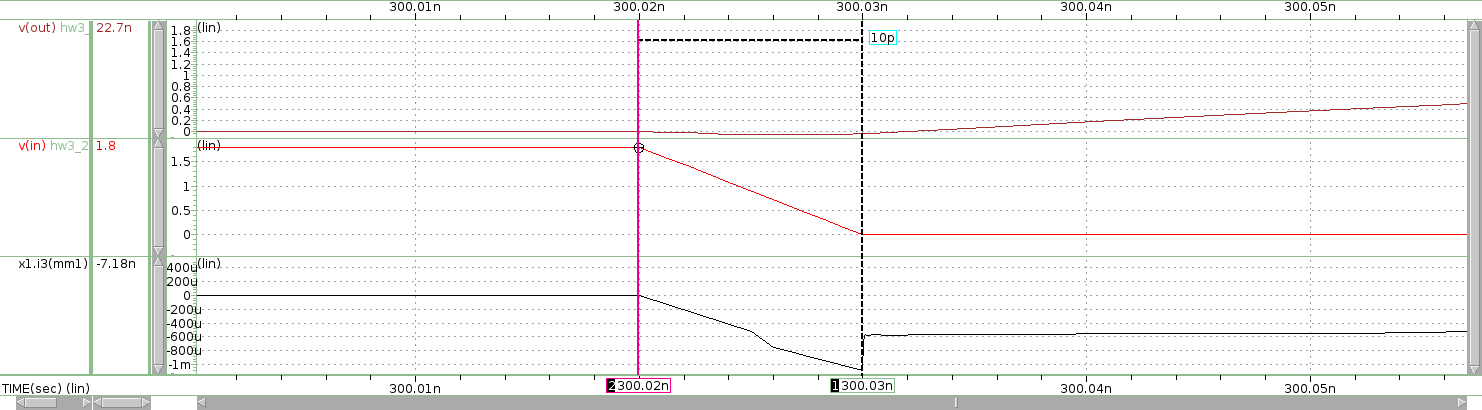 300.01n 300.02n 300.03n 300.04n 300.05n
v(out) hw3_ 22.7n (lin)
1.8
1.6
1.4
1.2
1
0.8
0.6
0.4
0.2
0
10p
v(in) hw3_2 1.8 (lin)
1.5
1
0.5
0
x1.i3(mm1) -7.18n (lin)
400u
200u
0
-200u
-400u
-600u
-800u
-1m
TIME(sec) (lin) 300.01n 2 300.02n 1 300.03n 300.04n 300.05n